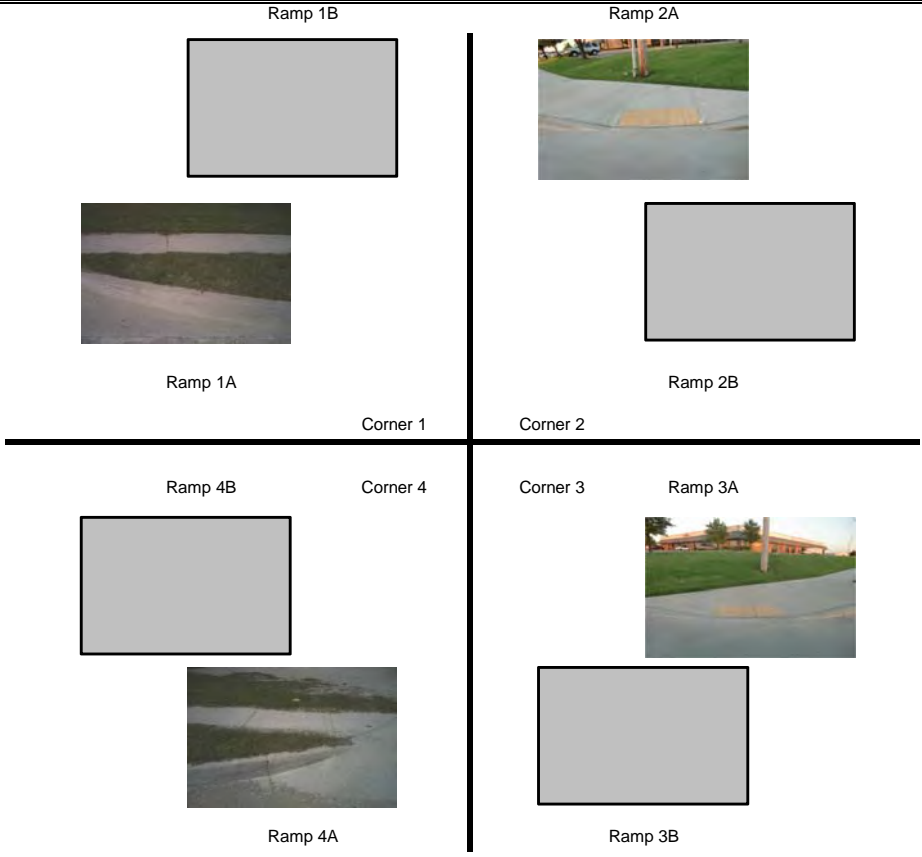 Ramp 1B Ramp 2A
Ramp 1A Ramp 2B
Corner 1 Corner 2
Ramp 4B Corner 4 Corner 3 Ramp 3A
Ramp 4A Ramp 3B